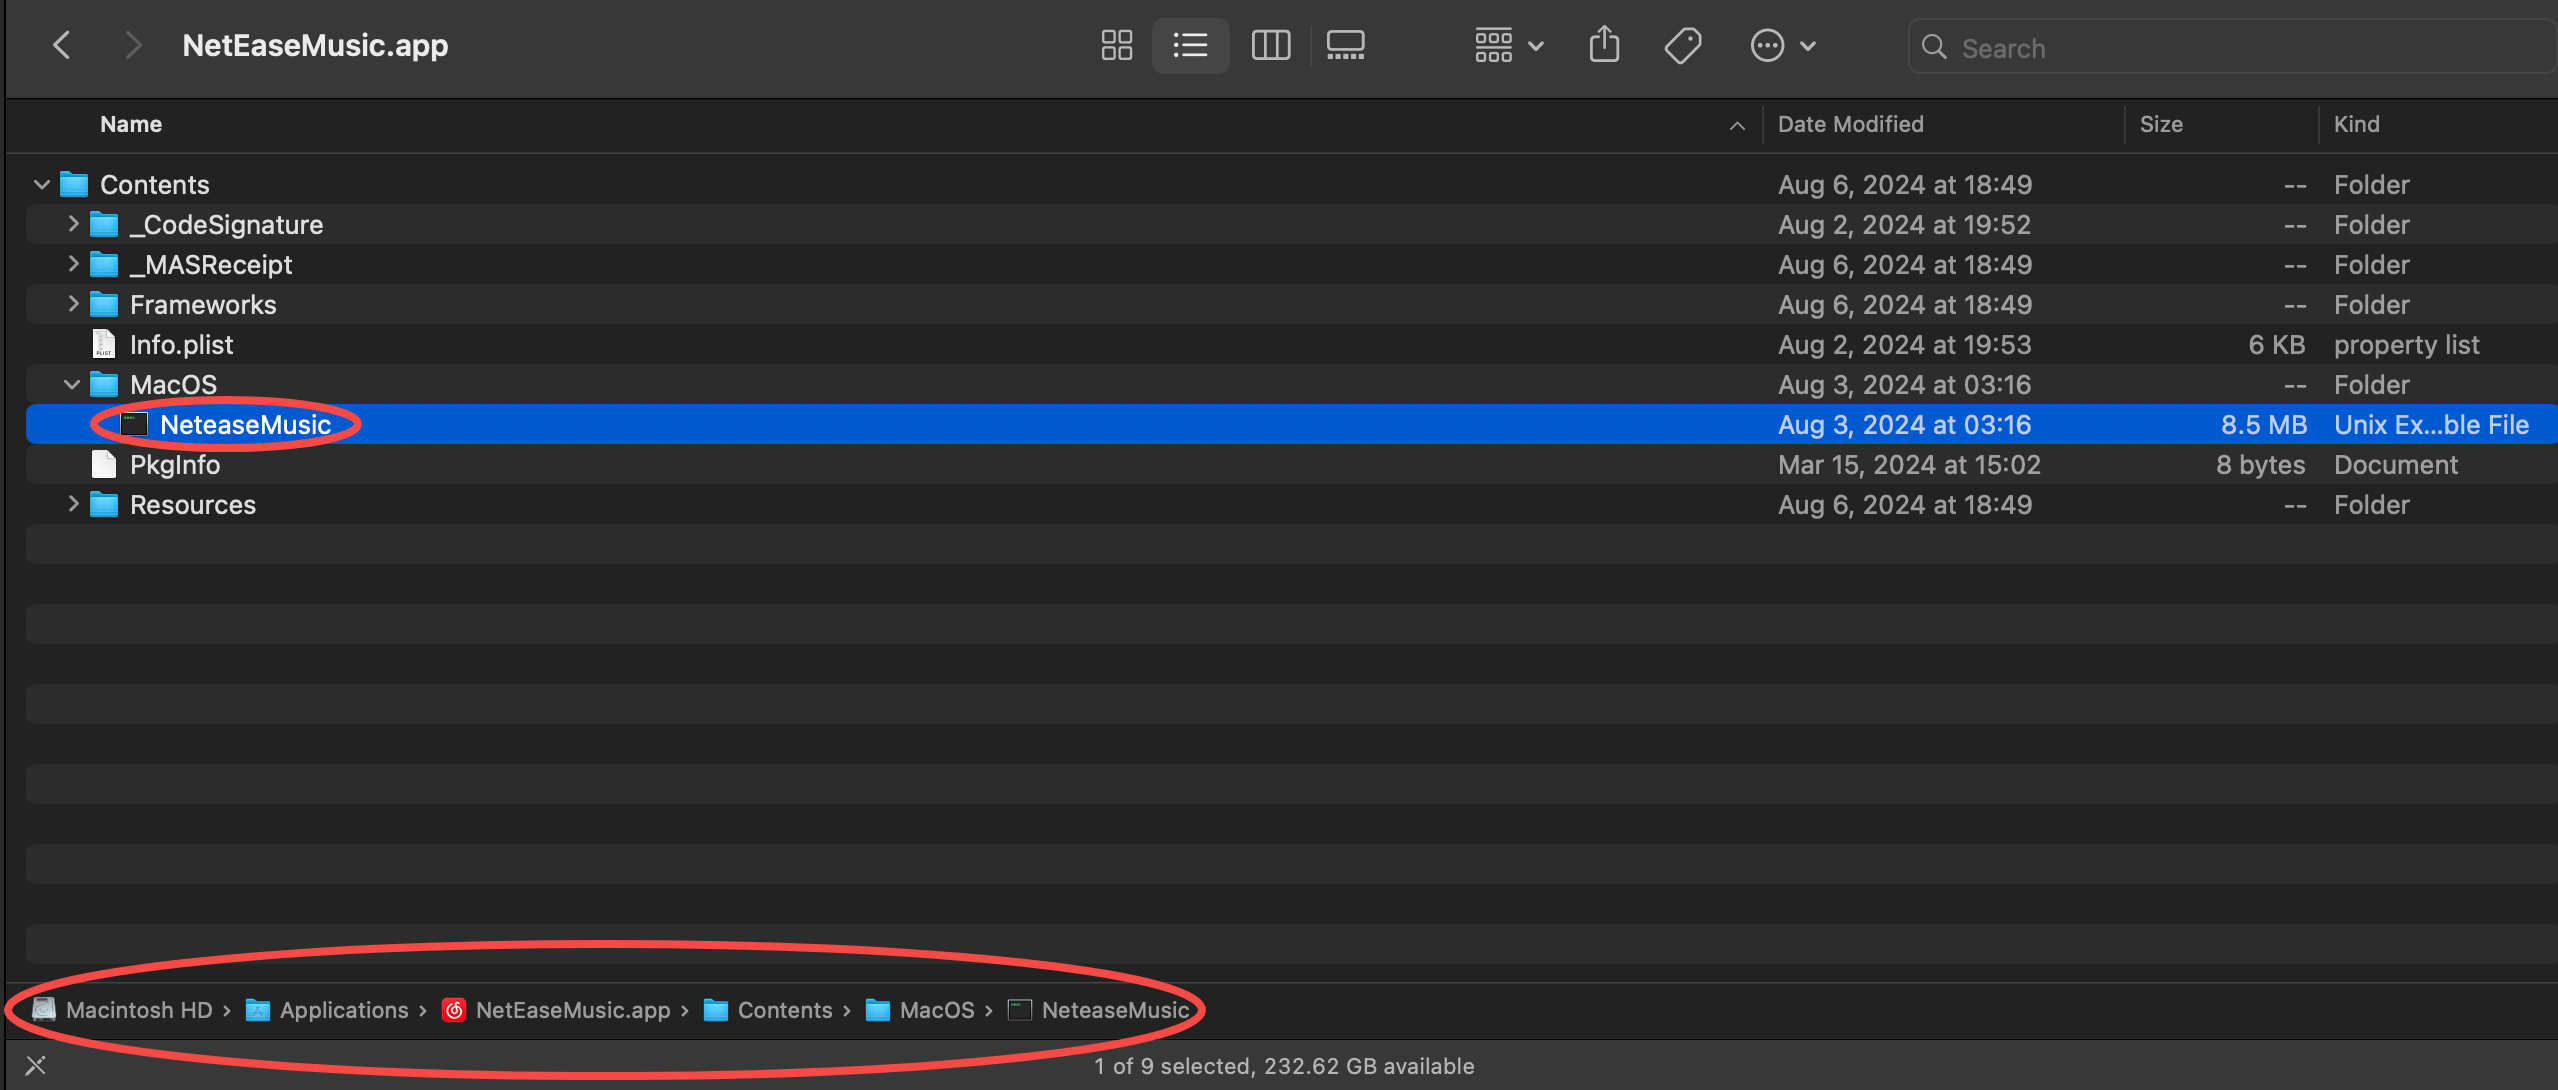 NetEaseMusic.app
Search
Name Date Modified Size Kind
Contents Aug 6, 2024 at 18:49 -- Folder
_CodeSignature Aug 2, 2024 at 19:52 -- Folder
_MASReceipt Aug 6, 2024 at 18:49 -- Folder
Frameworks Aug 6, 2024 at 18:49 -- Folder
Info.plist Aug 2, 2024 at 19:53 6 KB property list
MacOS Aug 3, 2024 at 03:16 -- Folder
NeteaseMusic Aug 3, 2024 at 03:16 8.5 MB Unix Ex...ble File
PkgInfo Mar 15, 2024 at 15:02 8 bytes Document
Resources Aug 6, 2024 at 18:49 -- Folder
Macintosh HD › Applications › NetEaseMusic.app › Contents › MacOS › NeteaseMusic
1 of 9 selected, 232.62 GB available